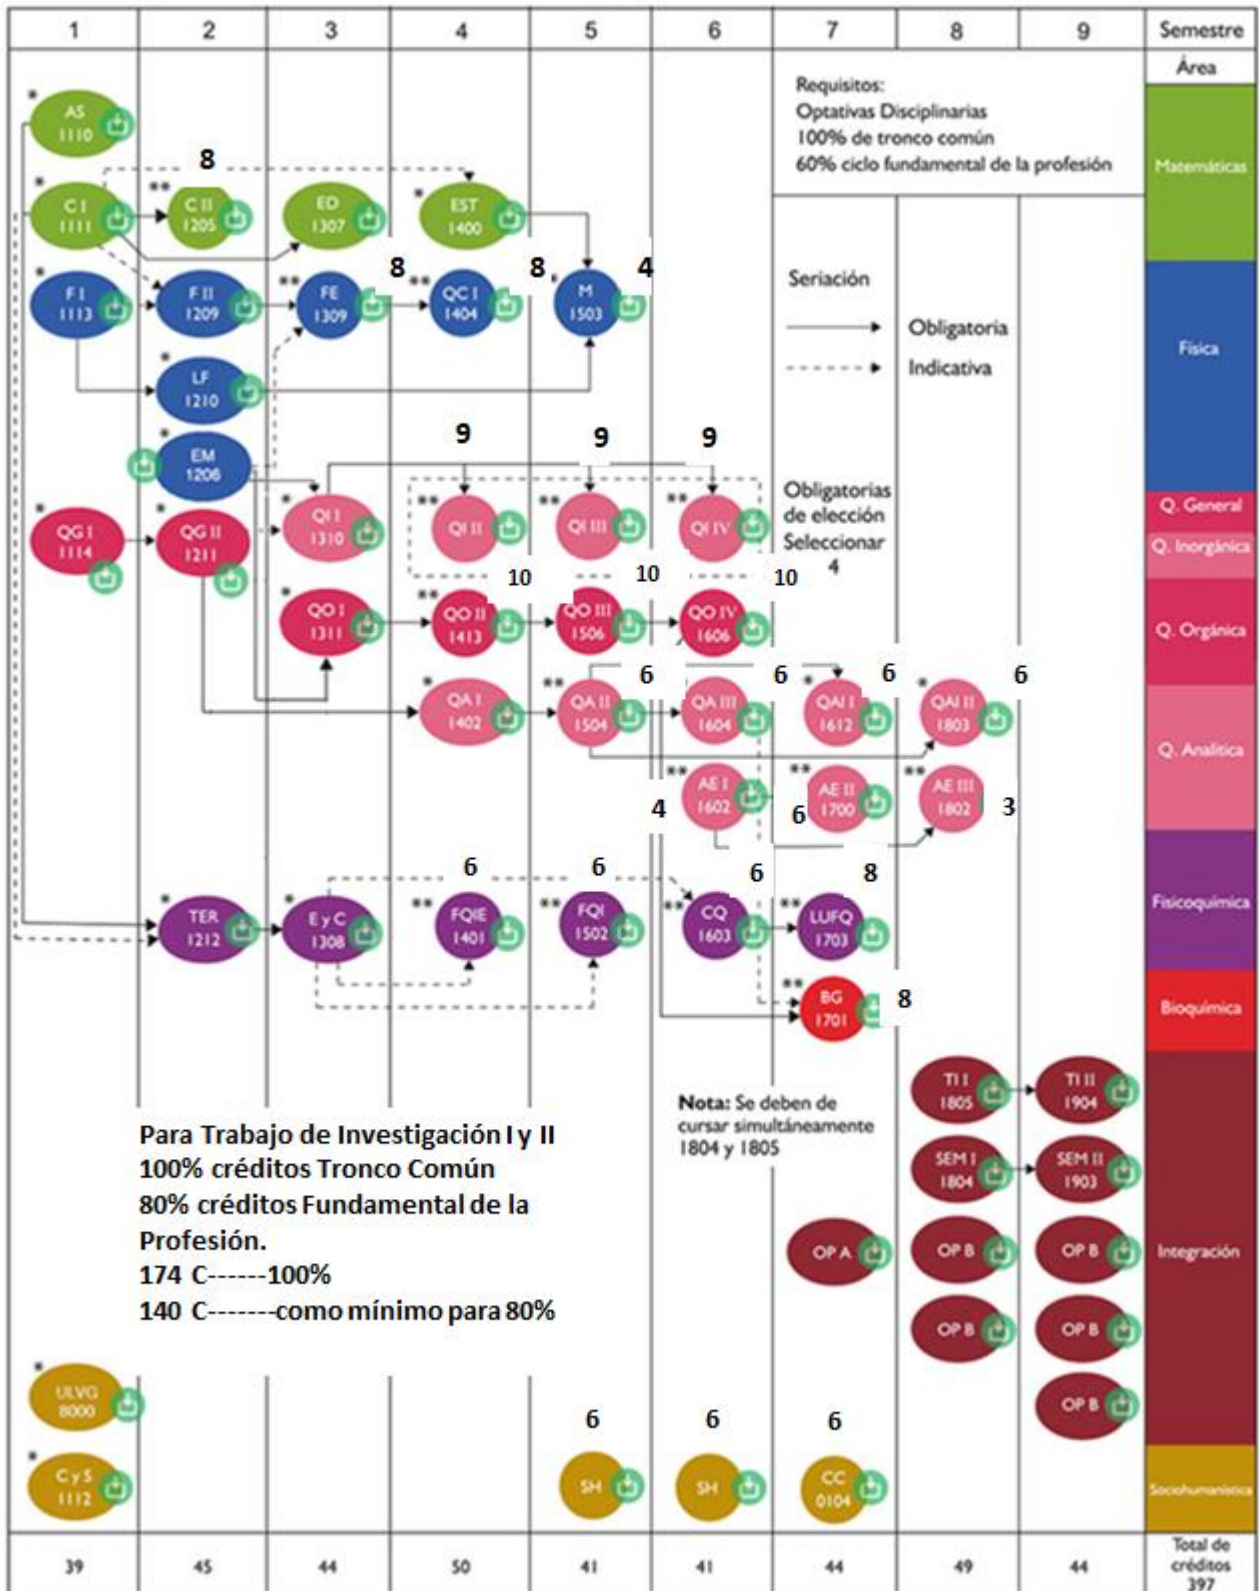 1 2 3 4 5 6 7 8 9 Semestre
Área
Requisitos:
Optativas Disciplinarias
100% de tronco común
60% ciclo fundamental de la profesión
Matemáticas
*
AS
1110
8
*
C I
1111
**
C II
1205
ED
1307
*
EST
1400
Seriación
Obligatoria
Indicativa
Física
*
F I
1113
F II
1209
**
FE
1309
8
**
QC I
1404
8
M
1503
4
*
LF
1210
*
EM
1206
9
9
9
Obligatorias
de elección
Seleccionar
4
Q. General
Q. Inorgánica
*
QG I
1114
*
QG II
1211
*
QI I
1310
**
QI II
**
QI III
**
QI IV
10
10
10
Q. Orgánica
*
QO I
1311
**
QO II
1413
QO III
1506
QO IV
1606
6
6
6
6
Q. Analítica
*
QA I
1402
**
QA II
1504
QA III
1604
*
QAI I
1612
*
QAI II
1803
**
AE I
1602
**
AE II
1700
**
AE III
1802
4
6
3
6
6
6
8
Fisicoquímica
*
TER
1212
*
E y C
1308
**
FQIE
1401
**
FQI
1502
**
CQ
1603
**
LUFQ
1703
Bioquímica
**
BG
1701
8
Integración
TI I
1805
TI II
1904
Nota: Se deben de
cursar simultáneamente
1804 y 1805
SEM I
1804
SEM II
1903
Para Trabajo de Investigación I y II
100% créditos Tronco Común
80% créditos Fundamental de la
Profesión.
174 C------100%
140 C-------como mínimo para 80%
OP A
OP B
OP B
OP B
OP B
OP B
*
ULVG
8000
6
6
6
Sociohumanística
*
C y S
1112
SH
SH
CC
0104
39 45 44 50 41 41 44 49 44
Total de
créditos
397